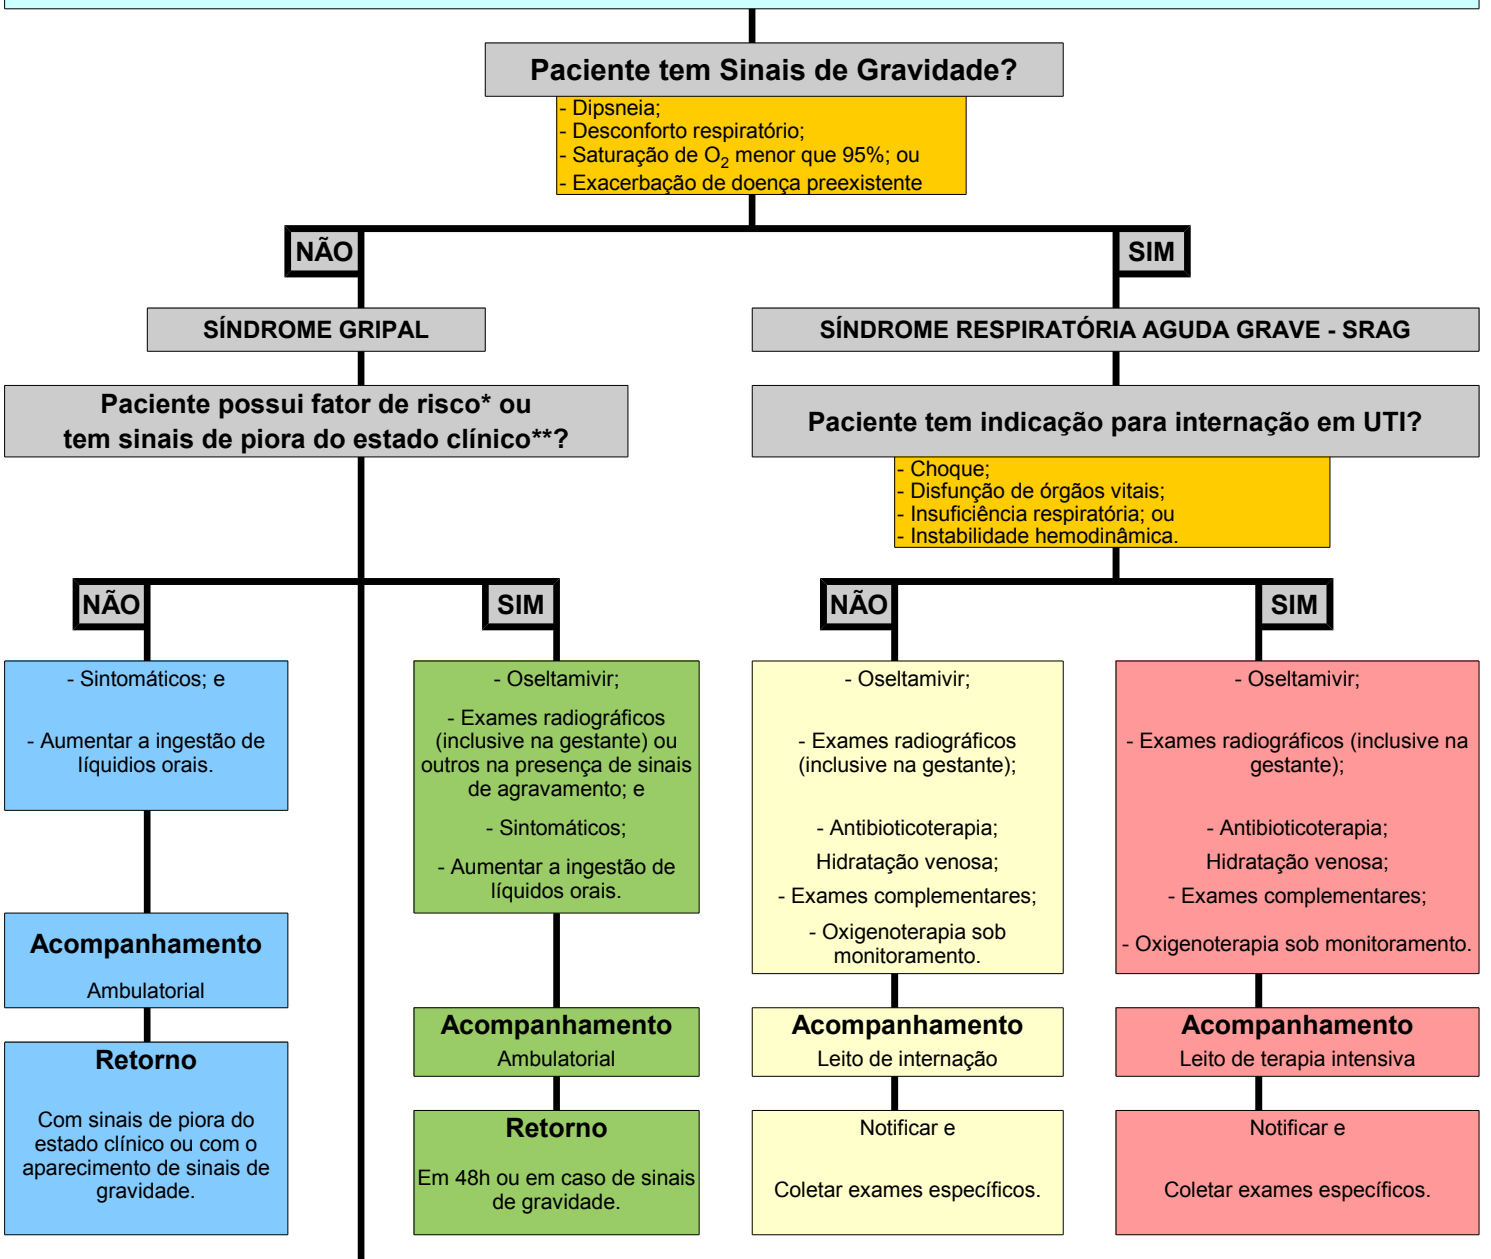 Paciente tem Sinais de Gravidade?
- Dipsneia;
- Desconforto respiratório;
- Saturação de O2 menor que 95%; ou
- Exacerbação de doença preexistente
NÃO
SIM
SÍNDROME GRIPAL
SÍNDROME RESPIRATÓRIA AGUDA GRAVE - SRAG
Paciente possui fator de risco* ou
tem sinais de piora do estado clínico**?
Paciente tem indicação para internação em UTI?
- Choque;
- Disfunção de órgãos vitais;
- Insuficiência respiratória; ou
- Instabilidade hemodinâmica.
NÃO
SIM
NÃO
SIM
- Sintomáticos; e
- Aumentar a ingestão de
líquidios orais.
Acompanhamento
Ambulatorial
Retorno
Com sinais de piora do
estado clínico ou com o
aparecimento de sinais de
gravidade.
- Oseltamivir;
- Exames radiográficos
(inclusive na gestante) ou
outros na presença de sinais
de agravamento; e
- Sintomáticos;
- Aumentar a ingestão de
líquidos orais.
Acompanhamento
Ambulatorial
Retorno
Em 48h ou em caso de sinais
de gravidade.
- Oseltamivir;
- Exames radiográficos
(inclusive na gestante);
- Antibioticoterapia;
Hidratação venosa;
- Exames complementares;
- Oxigenoterapia sob
monitoramento.
Acompanhamento
Leito de internação
Notificar e
Coletar exames específicos.
- Oseltamivir;
- Exames radiográficos (inclusive na
gestante);
- Antibioticoterapia;
Hidratação venosa;
- Exames complementares;
- Oxigenoterapia sob monitoramento.
Acompanhamento
Leito de terapia intensiva
Notificar e
Coletar exames específicos.